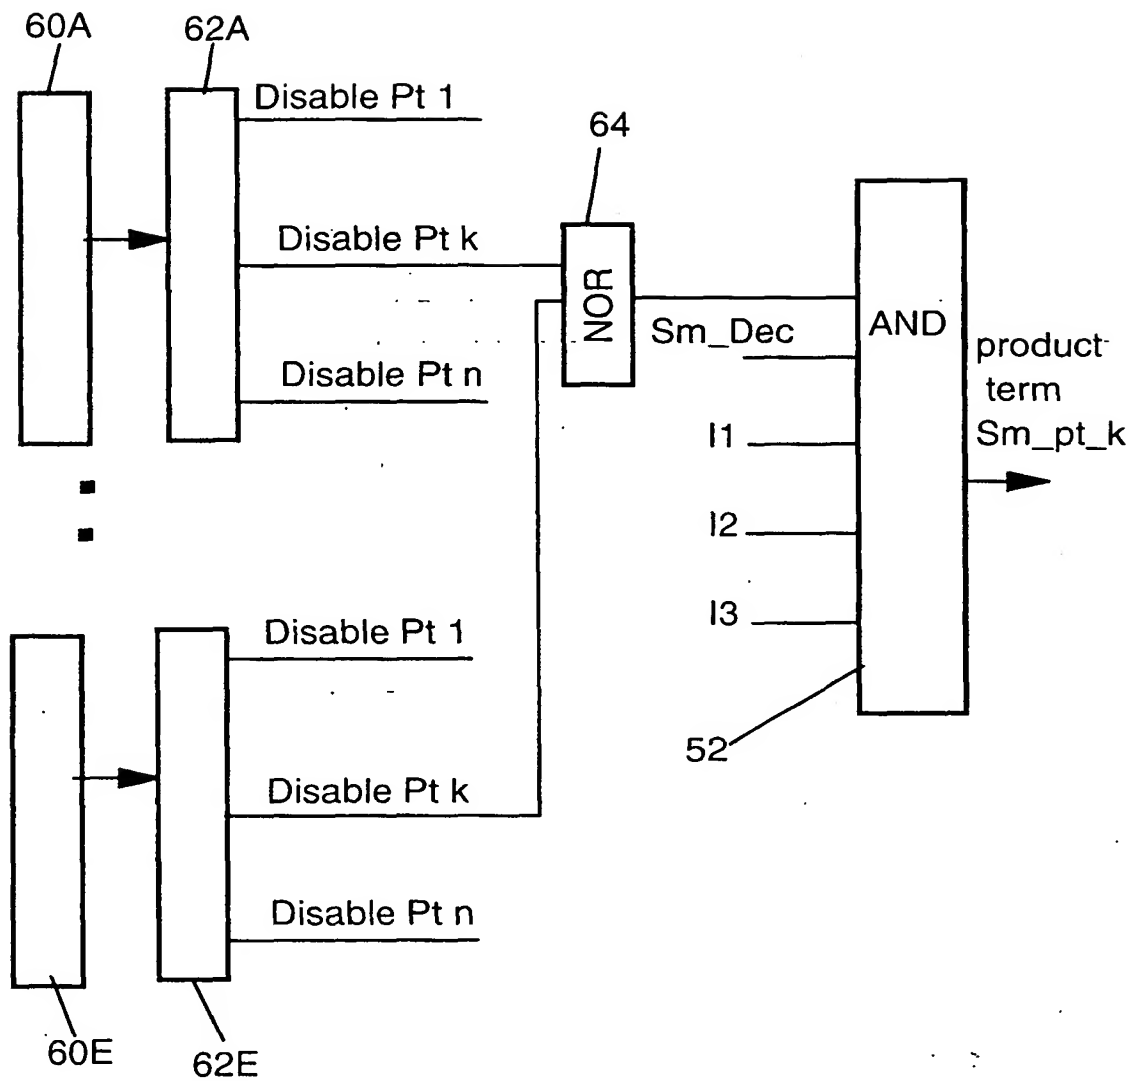 60A
62A
Disable Pt 1
64
Disable Pt k
NOR
AND
Sm_Dec
product
term
Sm_pt_k
Disable Pt n
I1
I2
I3
Disable Pt 1
52
Disable Pt k
Disable Pt n
60E
62E